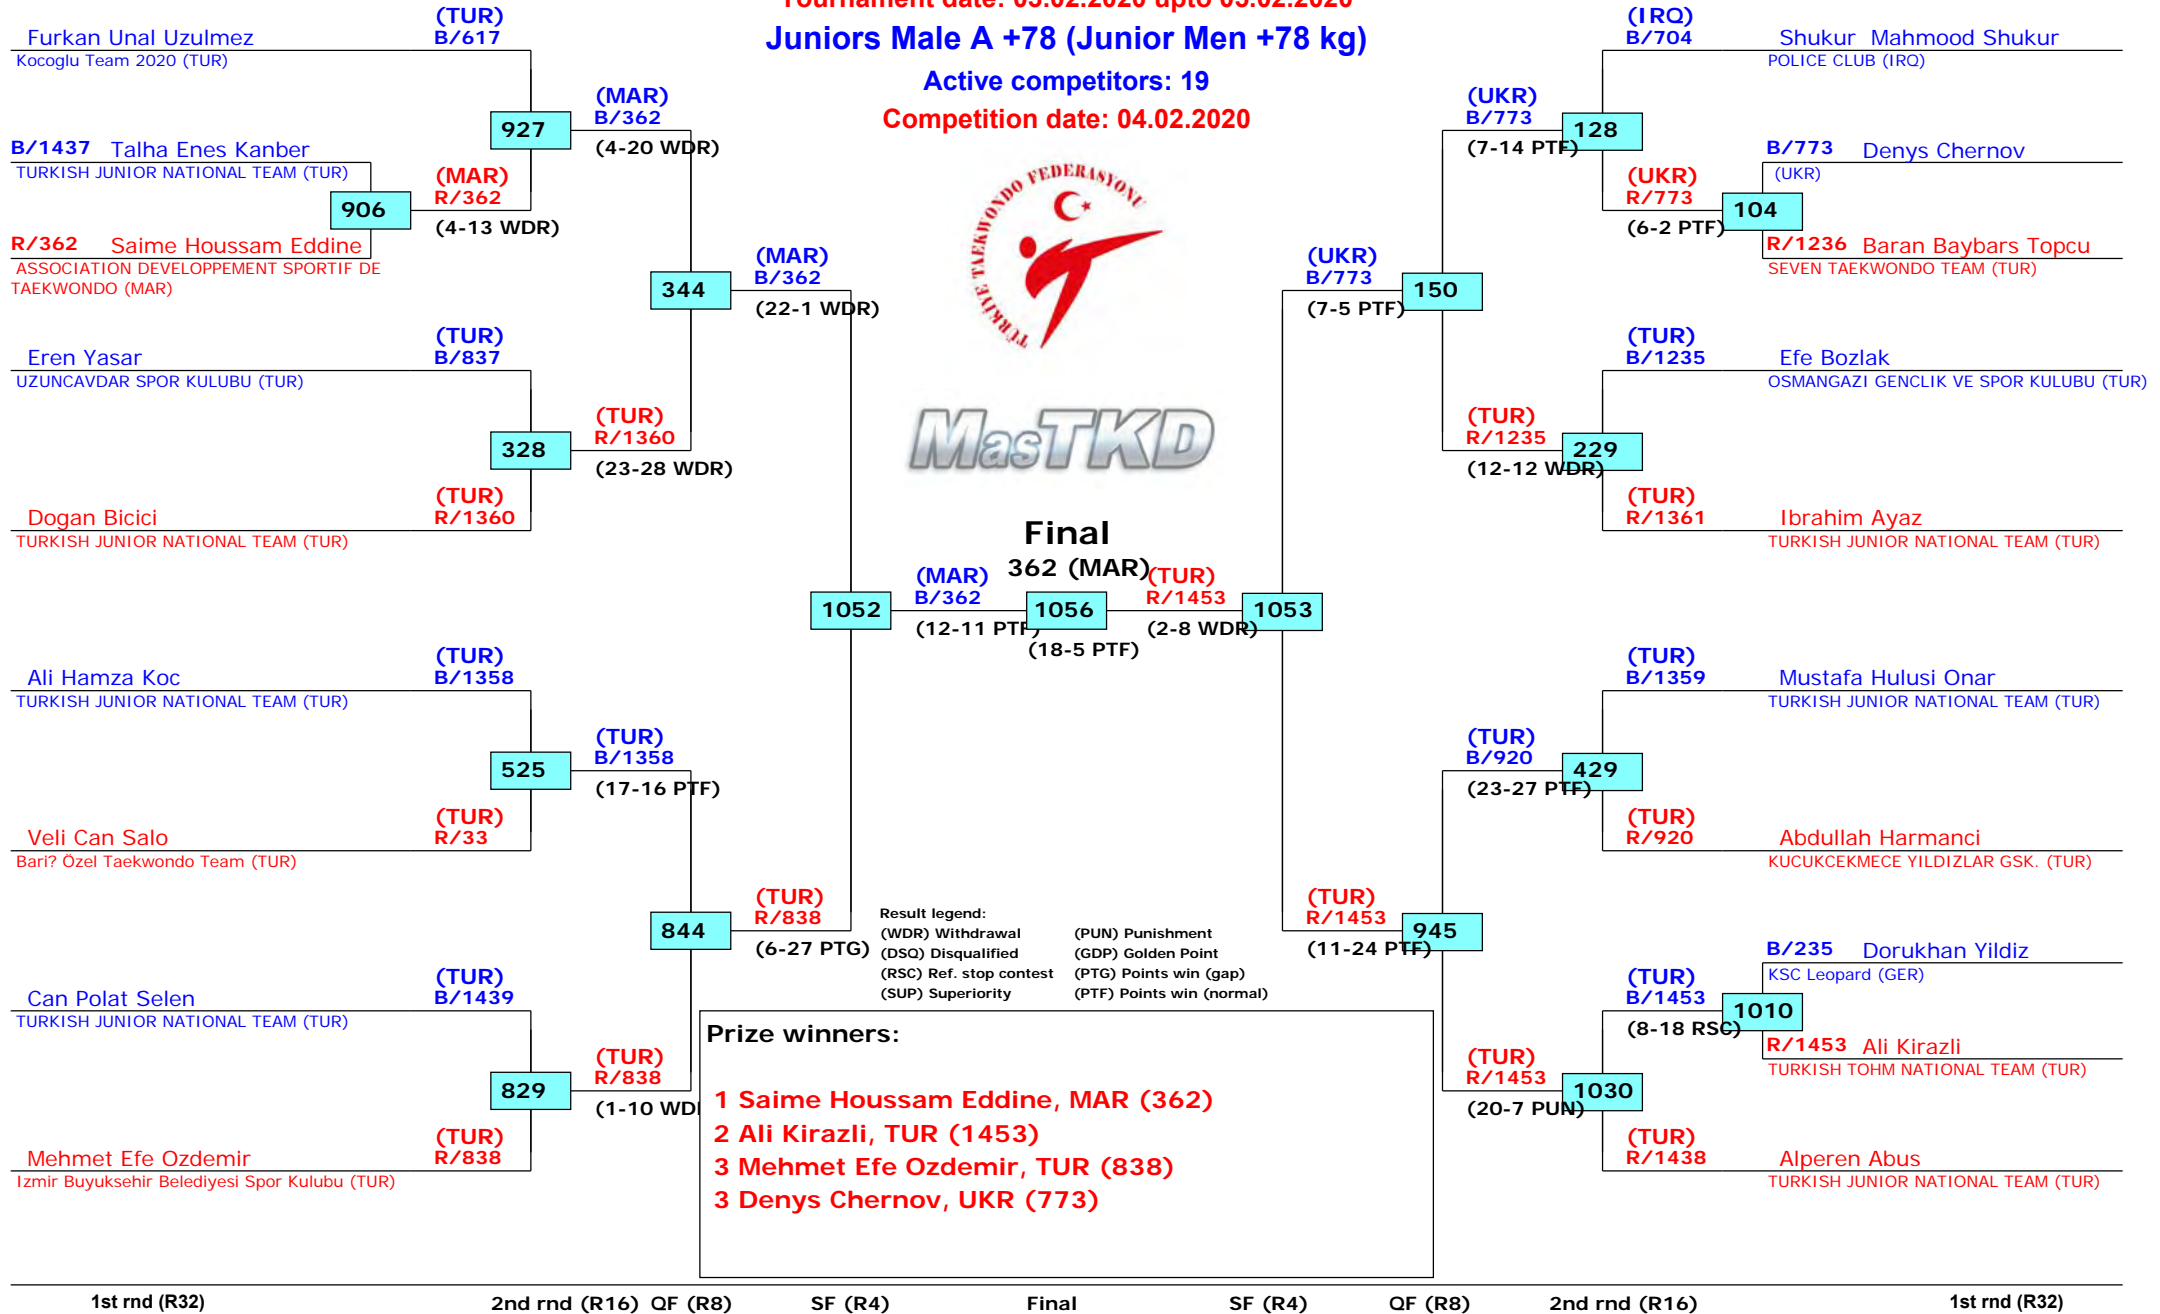 Tournament date: 03.02.2020 upto 05.02.2020
Juniors Male A +78 (Junior Men +78 kg)
Active competitors: 19
Competition date: 04.02.2020
Furkan Unal Uzulmez
Kocoglu Team 2020 (TUR)
(TUR)
B/617
B/1437 Talha Enes Kanber
TURKISH JUNIOR NATIONAL TEAM (TUR)
906
R/362 Saime Houssam Eddine
ASSOCIATION DEVELOPPEMENT SPORTIF DE
TAEKWONDO (MAR)
(MAR)
R/362
(4-13 WDR)
927
(MAR)
B/362
(4-20 WDR)
Eren Yasar
UZUNCAVDAR SPOR KULUBU (TUR)
(TUR)
B/837
328
Dogan Bicici
TURKISH JUNIOR NATIONAL TEAM (TUR)
(TUR)
R/1360
(TUR)
R/1360
(23-28 WDR)
344
(MAR)
B/362
(22-1 WDR)
Ali Hamza Koc
TURKISH JUNIOR NATIONAL TEAM (TUR)
(TUR)
B/1358
525
Veli Can Salo
Bari? Özel Taekwondo Team (TUR)
(TUR)
R/33
(TUR)
B/1358
(17-16 PTF)
Can Polat Selen
TURKISH JUNIOR NATIONAL TEAM (TUR)
(TUR)
B/1439
829
Mehmet Efe Ozdemir
Izmir Buyuksehir Belediyesi Spor Kulubu (TUR)
(TUR)
R/838
(TUR)
R/838
(1-10 WD
844
(TUR)
R/838
(6-27 PTG)
1052
(MAR)
B/362
(12-11 PTF)
TÜRKİYE TAEKWONDO FEDERASYONU
MasTKD
Final
362 (MAR)
1056
(18-5 PTF)
(TUR)
R/1453
(2-8 WDR)
1053
(UKR)
B/773
(7-5 PTF)
150
(UKR)
B/773
(7-14 PTF)
128
(IRQ)
B/704
Shukur Mahmood Shukur
POLICE CLUB (IRQ)
(UKR)
R/773
(6-2 PTF)
104
B/773 Denys Chernov
(UKR)
R/1236 Baran Baybars Topcu
SEVEN TAEKWONDO TEAM (TUR)
(TUR)
R/1235
(12-12 WDR)
229
(TUR)
B/1235
Efe Bozlak
OSMANGAZI GENCLIK VE SPOR KULUBU (TUR)
(TUR)
R/1361
Ibrahim Ayaz
TURKISH JUNIOR NATIONAL TEAM (TUR)
(TUR)
R/1453
(11-24 PTF)
945
(TUR)
B/920
(23-27 PTF)
429
(TUR)
B/1359
Mustafa Hulusi Onar
TURKISH JUNIOR NATIONAL TEAM (TUR)
(TUR)
R/920
Abdullah Harmanci
KUCUKCEKMECE YILDIZLAR GSK. (TUR)
(TUR)
R/1453
(20-7 PUN)
1030
(TUR)
B/1453
(8-18 RSC)
1010
B/235 Dorukhan Yildiz
KSC Leopard (GER)
R/1453 Ali Kirazli
TURKISH TOHM NATIONAL TEAM (TUR)
(TUR)
R/1438
Alperen Abus
TURKISH JUNIOR NATIONAL TEAM (TUR)
Result legend:
(WDR) Withdrawal (PUN) Punishment
(DSQ) Disqualified (GDP) Golden Point
(RSC) Ref. stop contest (PTG) Points win (gap)
(SUP) Superiority (PTF) Points win (normal)
Prize winners:
1 Saime Houssam Eddine, MAR (362)
2 Ali Kirazli, TUR (1453)
3 Mehmet Efe Ozdemir, TUR (838)
3 Denys Chernov, UKR (773)
1st rnd (R32) 2nd rnd (R16) QF (R8) SF (R4) Final SF (R4) QF (R8) 2nd rnd (R16) 1st rnd (R32)